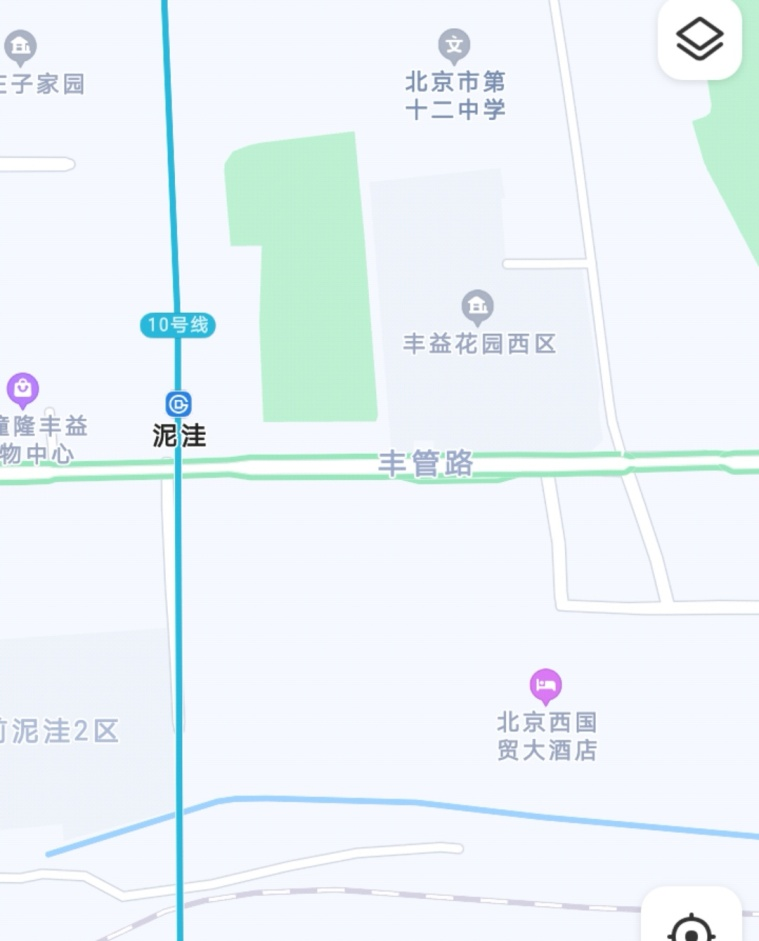 庄子家园
北京市第
十二中学
10号线
丰益花园西区
隆丰益
物中心
泥洼
丰管路
前泥洼2区
北京西国
贸大酒店